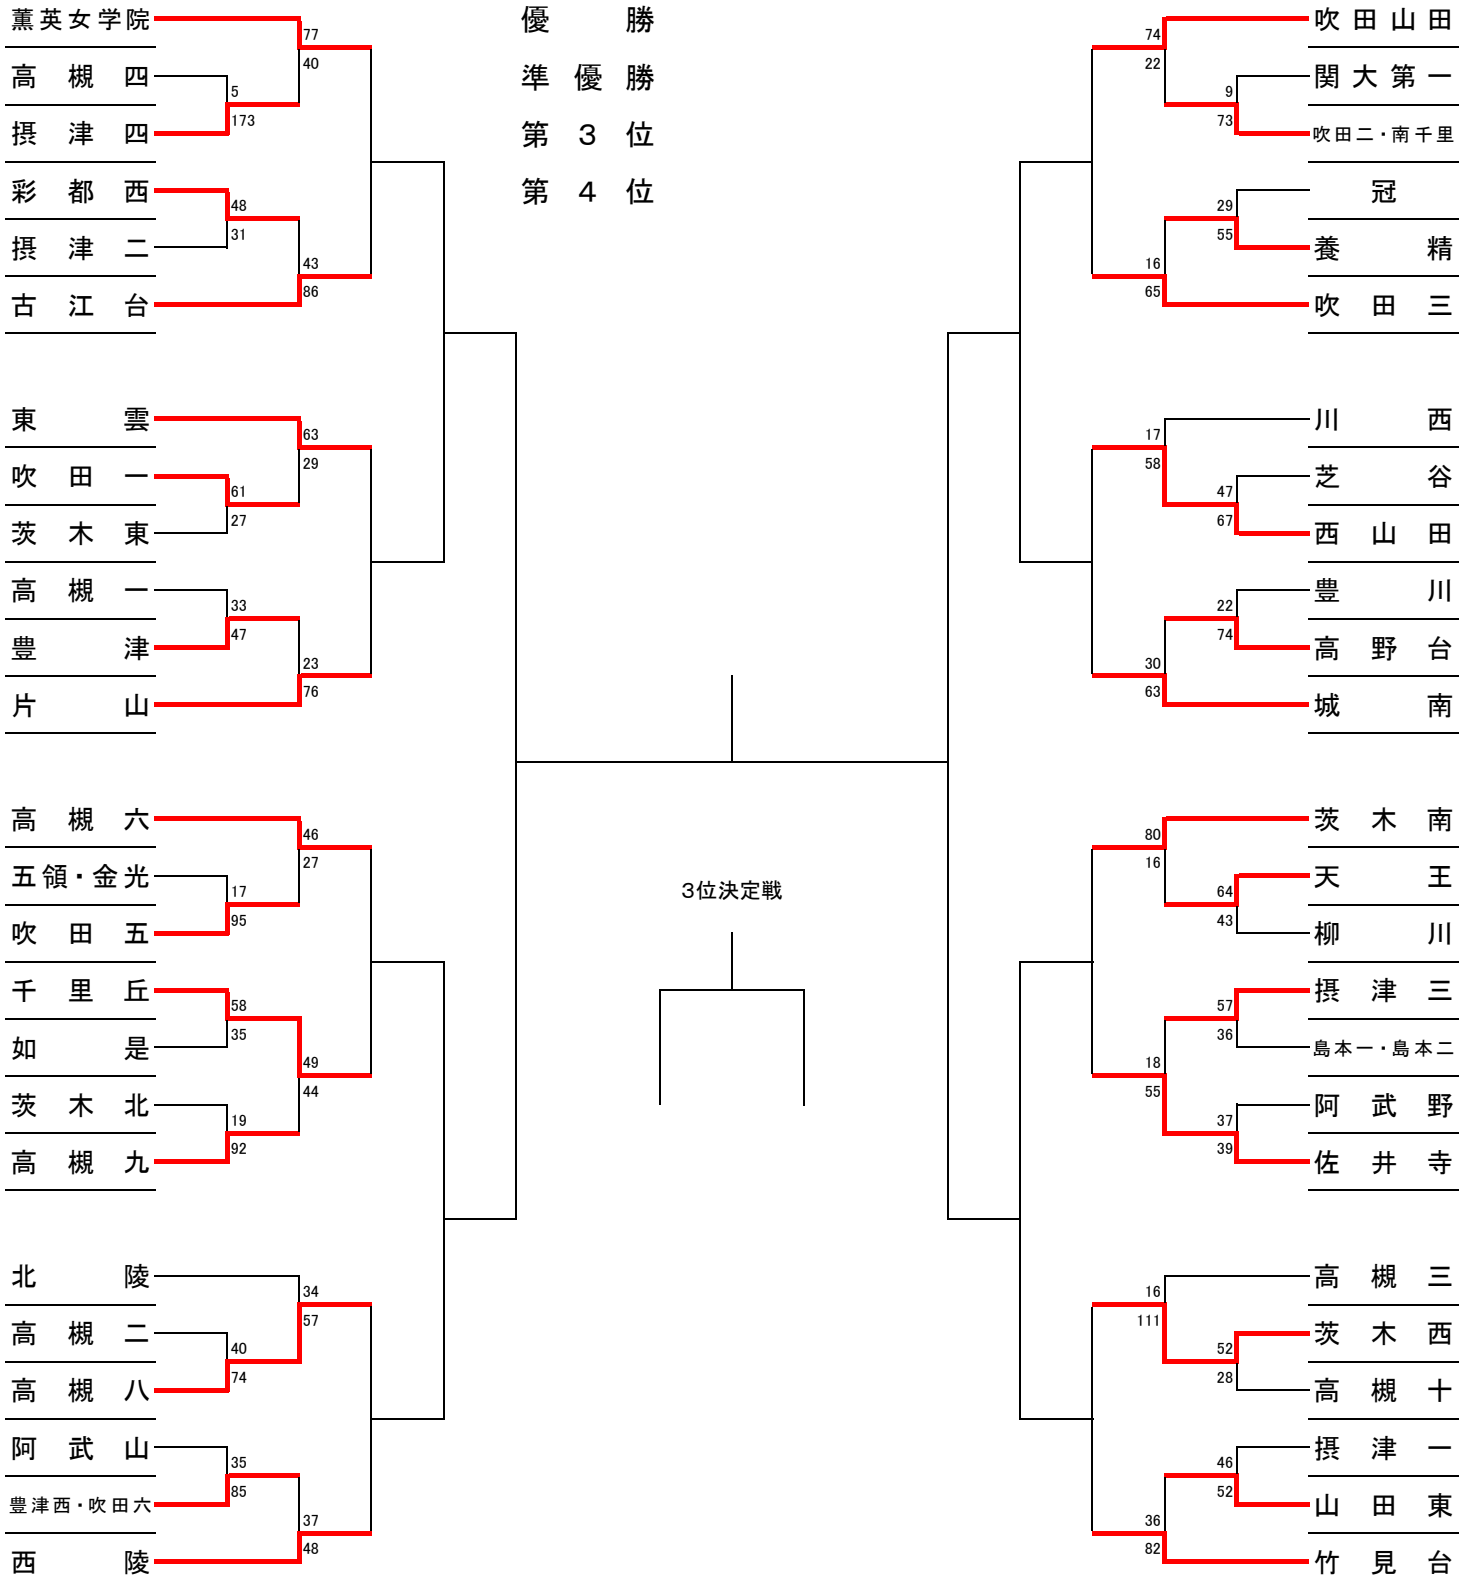 優勝
準優勝
第３位
第４位
薫英女学院
77
40
高槻四
5
173
摂津四
彩都西
48
31
摂津二
43
86
古江台
東雲
63
29
吹田一
61
27
茨木東
高槻一
33
47
豊津
23
76
片山
高槻六
46
27
五領・金光
17
95
吹田五
千里丘
58
35
如是
49
44
茨木北
19
92
高槻九
北陵
34
57
高槻二
40
74
高槻八
阿武山
35
85
豊津西・吹田六
37
48
西陵
3位決定戦
吹田山田
74
22
関大第一
9
73
吹田二・南千里
冠
29
55
養精
16
65
吹田三
川西
17
58
芝谷
47
67
西山田
豊川
22
74
高野台
30
63
城南
茨木南
80
16
天王
64
43
柳川
摂津三
57
36
島本一・島本二
18
55
阿武野
37
39
佐井寺
高槻三
16
111
茨木西
52
28
高槻十
摂津一
46
52
山田東
36
82
竹見台